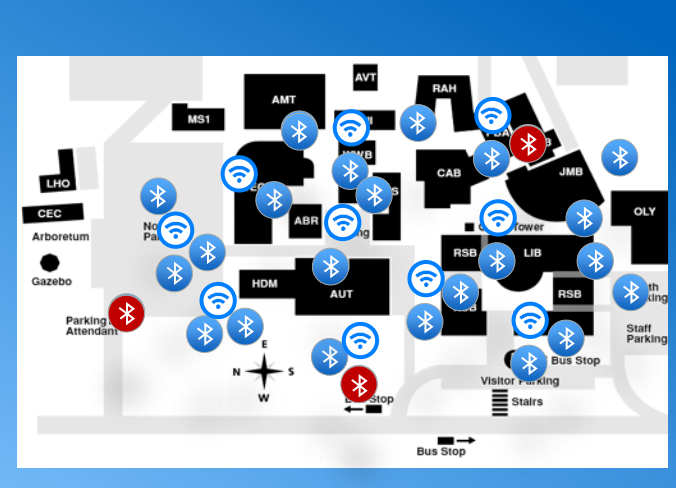 AVT
RAH
AMT
MS1
CAB
JMB
LHO
CEC
ABR
OLY
Arboretum
Tower
RSB
LIB
Gazebo
HDM
AUT
RSB
Parking
Attendant
Staff
Parking
E
N
S
W
Bus Stop
Visitor Parking
Stop
Stairs
Bus Stop